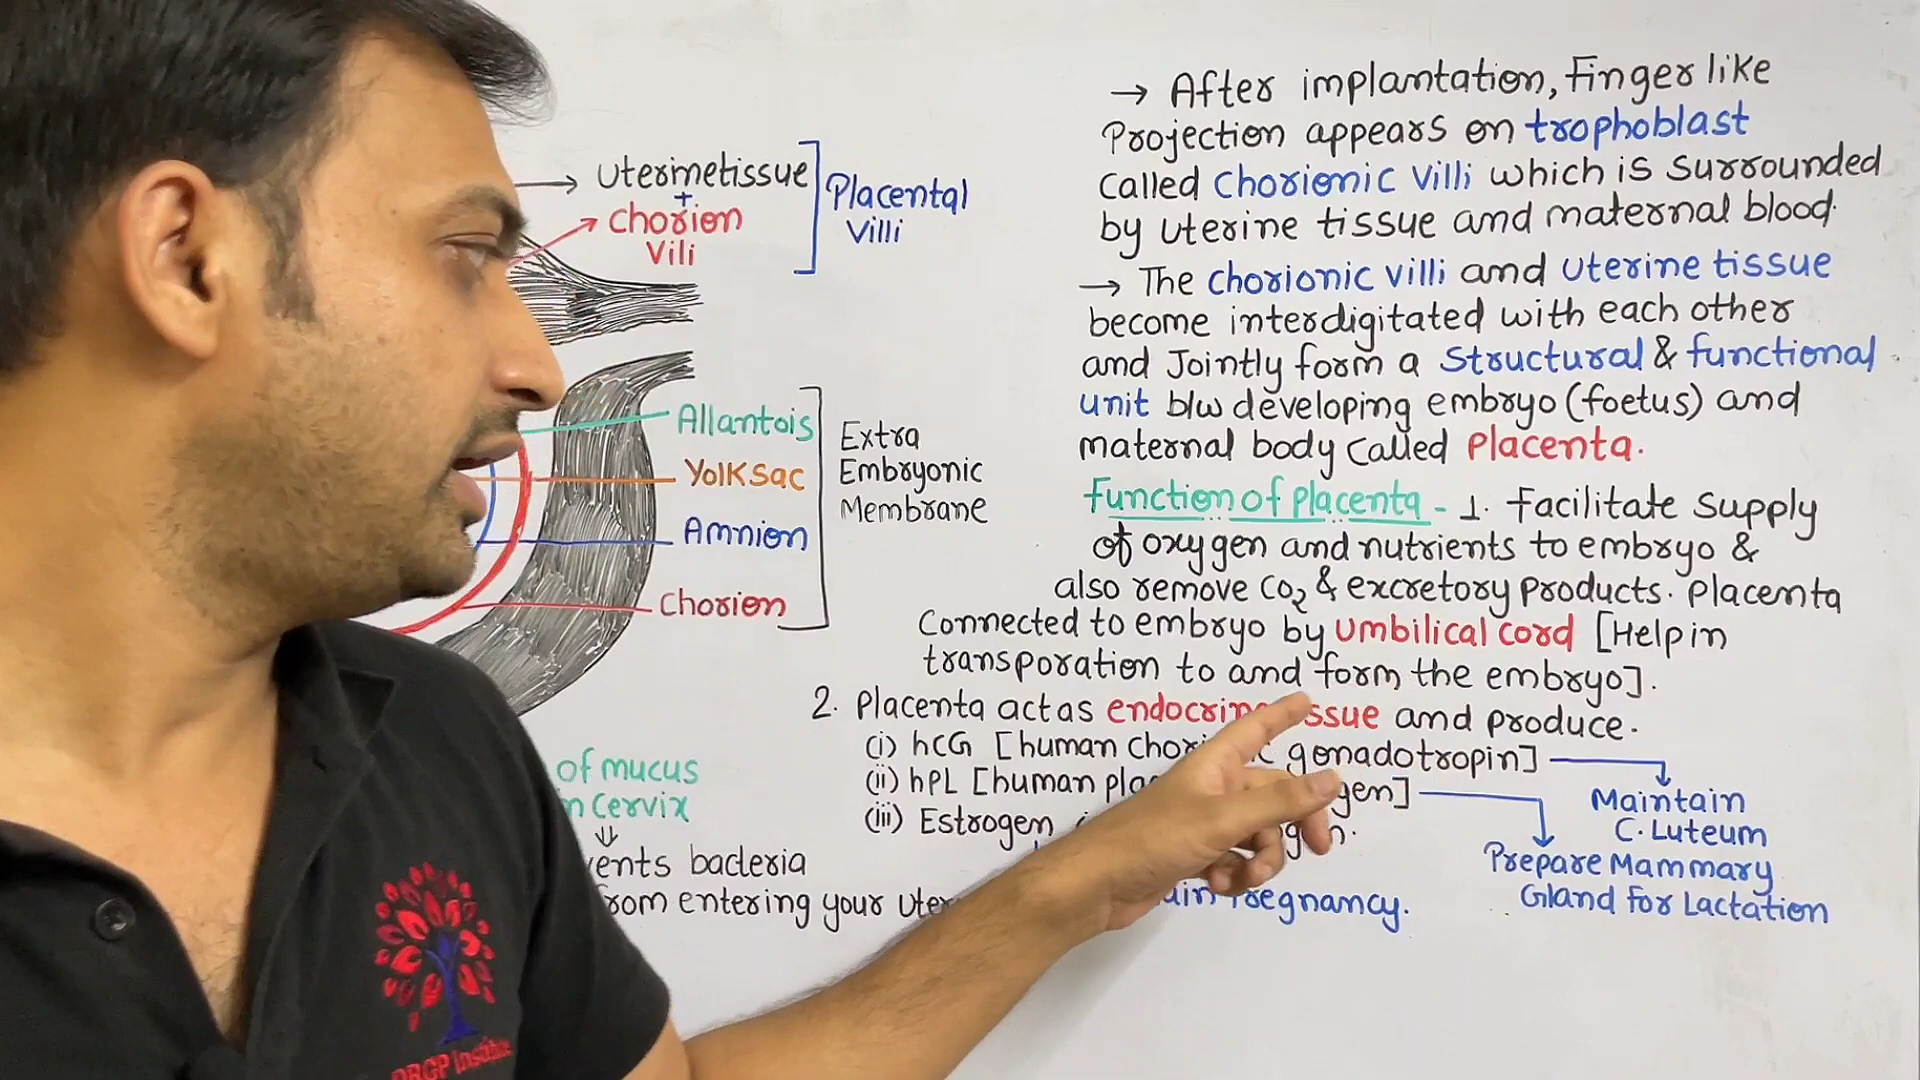 Uterinetissue
+
Chorion
Vili
Placental
Villi
Allantois
YolKSac
Amnion
Chorion
Extra
Embryonic
Membrane
of mucus
Cervix
⇓
bacteria
entering your
→ After implantation, Finger like
Projection appears on trophoblast
Called Chorionic Villi which is surrounded
by uterine tissue and maternal blood.
→ The chorionic villi and uterine tissue
become interdigitated with each other
and Jointly form a Structural & functional
unit b/w developing embryo (foetus) and
maternal body Called Placenta.
Function of Placenta - 1. Facilitate Supply
of oxygen and nutrients to embryo &
also remove CO2 & excretory products. Placenta
Connected to embryo by umbilical cord [Help in
transporation to and form the embryo].
2. Placenta act as endocrine tissue and produce.
(i) hCG [human gonadotropin] → Maintain
C. Luteum
(ii) hPL [human → Prepare Mammary
Gland For Lactation
(iii) Estrogen
Pregnancy.
DRGP Institute